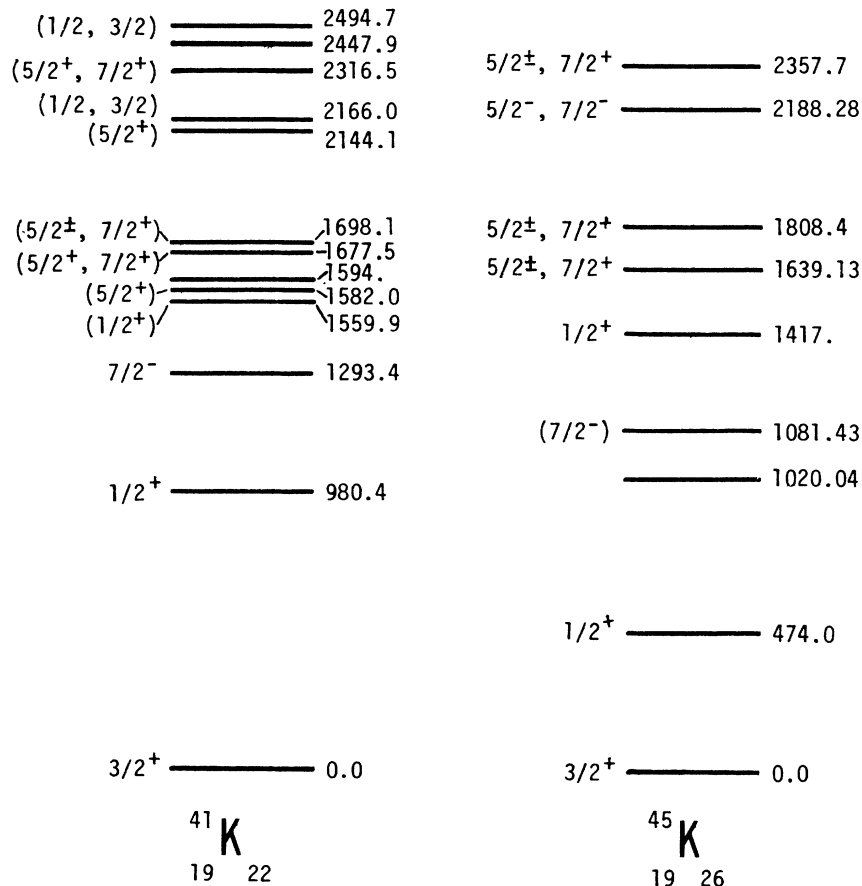 (1/2, 3/2) 2494.7
2447.9
(5/2⁺, 7/2⁺) 2316.5
(1/2, 3/2) 2166.0
(5/2⁺) 2144.1
(5/2±, 7/2⁺) 1698.1
(5/2⁺, 7/2⁺) 1677.5
1594.
(5/2⁺) 1582.0
(1/2⁺) 1559.9
7/2⁻ 1293.4
1/2⁺ 980.4
3/2⁺ 0.0
⁴¹K
19 22
5/2±, 7/2⁺ 2357.7
5/2⁻, 7/2⁻ 2188.28
5/2±, 7/2⁺ 1808.4
5/2±, 7/2⁺ 1639.13
1/2⁺ 1417.
(7/2⁻) 1081.43
1020.04
1/2⁺ 474.0
3/2⁺ 0.0
⁴⁵K
19 26